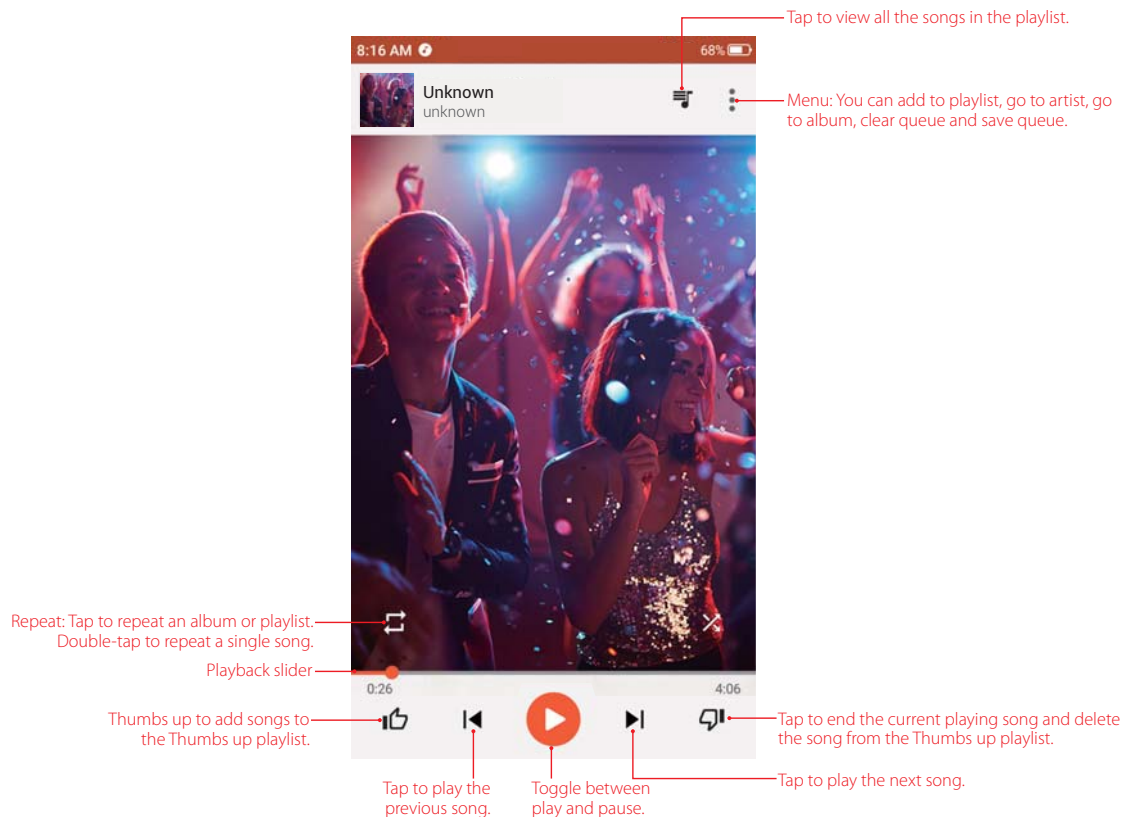 Tap to view all the songs in the playlist.
8:16 AM
68%
Unknown
unknown
Menu: You can add to playlist, go to artist, go
to album, clear queue and save queue.
Repeat: Tap to repeat an album or playlist.
Double-tap to repeat a single song.
Playback slider
0:26
4:06
Thumbs up to add songs to
the Thumbs up playlist.
Tap to end the current playing song and delete
the song from the Thumbs up playlist.
Tap to play the
previous song.
Toggle between
play and pause.
Tap to play the next song.